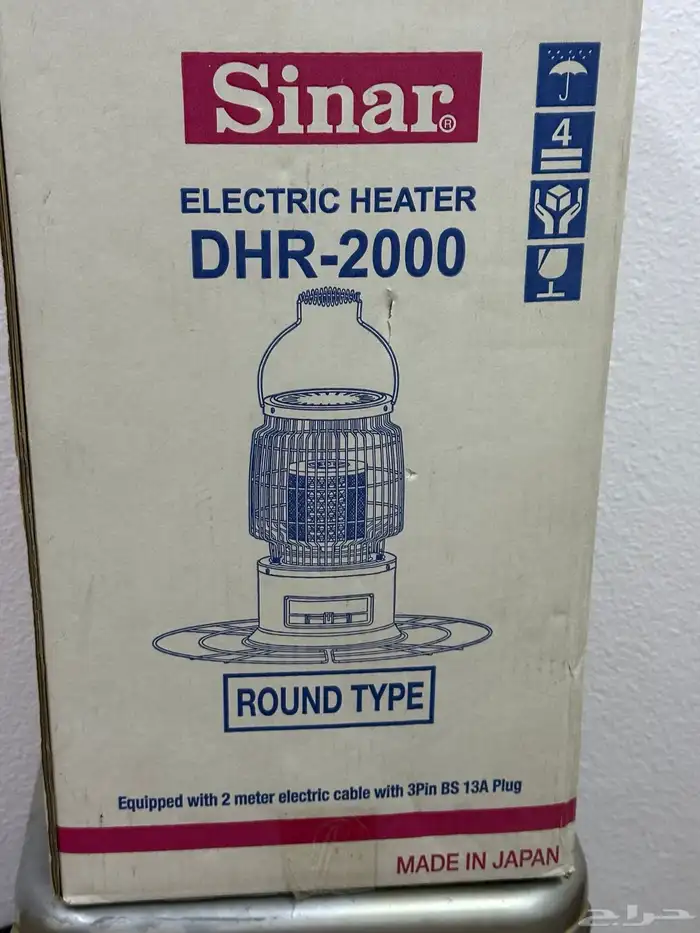 Sinar®
4
ELECTRIC HEATER
DHR-2000
ROUND TYPE
Equipped with 2 meter electric cable with 3Pin BS 13A Plug
MADE IN JAPAN
حراج